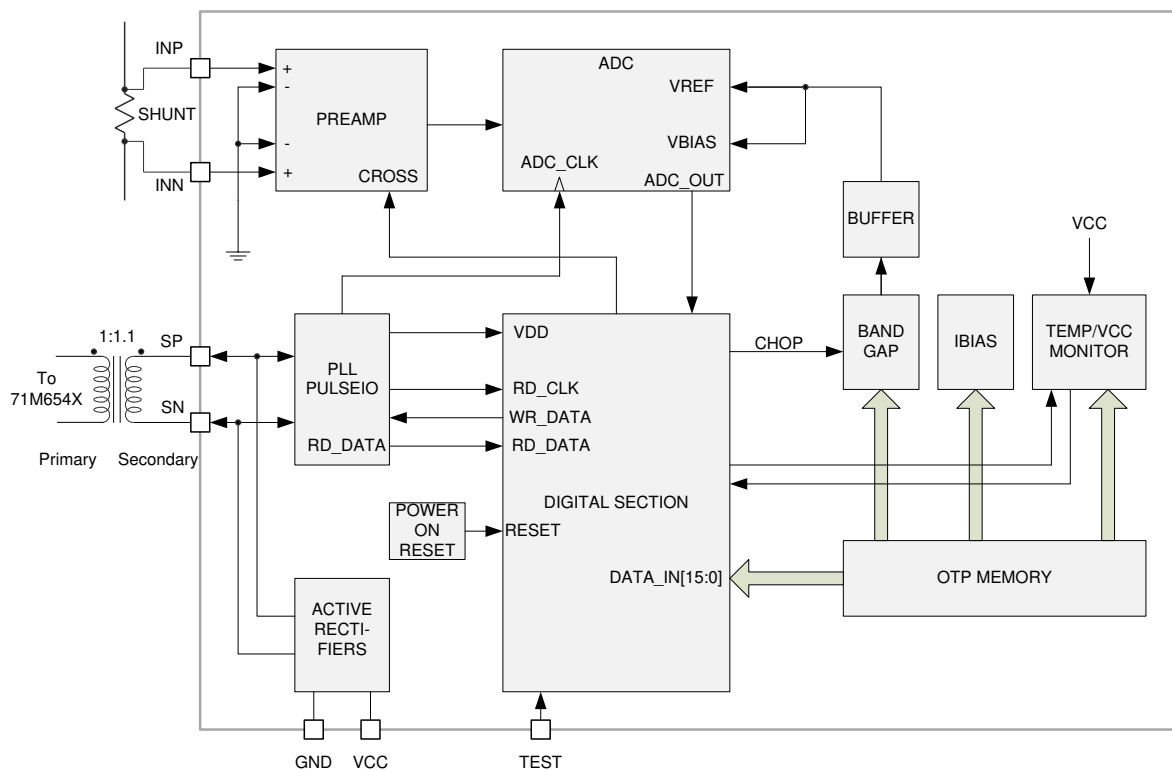 INP
+
-
SHUNT
PREAMP
-
INN
+
CROSS
ADC
VREF
VBIAS
ADC_CLK
ADC_OUT
BUFFER
VCC
1:1.1
SP
To
71M654X
SN
Primary
Secondary
PLL
PULSEIO
RD_DATA
VDD
RD_CLK
WR_DATA
RD_DATA
DIGITAL SECTION
RESET
DATA_IN[15:0]
CHOP
BAND
GAP
IBIAS
TEMP/VCC
MONITOR
POWER
ON
RESET
OTP MEMORY
ACTIVE
RECTI-
FIERS
GND
VCC
TEST